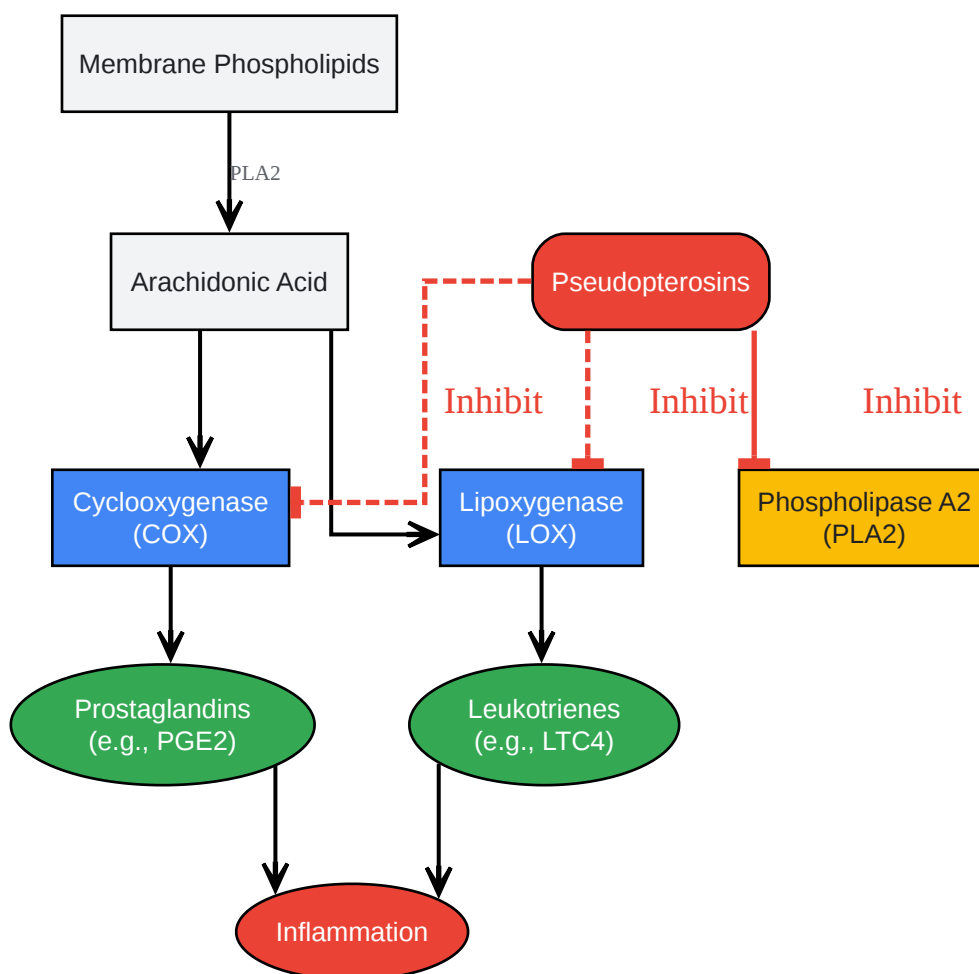 Membrane Phospholipids
PLA2
Arachidonic Acid
Pseudopterosins
Inhibit
Inhibit
Inhibit
Cyclooxygenase
(COX)
Lipoxygenase
(LOX)
Phospholipase A2
(PLA2)
Prostaglandins
(e.g., PGE2)
Leukotrienes
(e.g., LTC4)
Inflammation